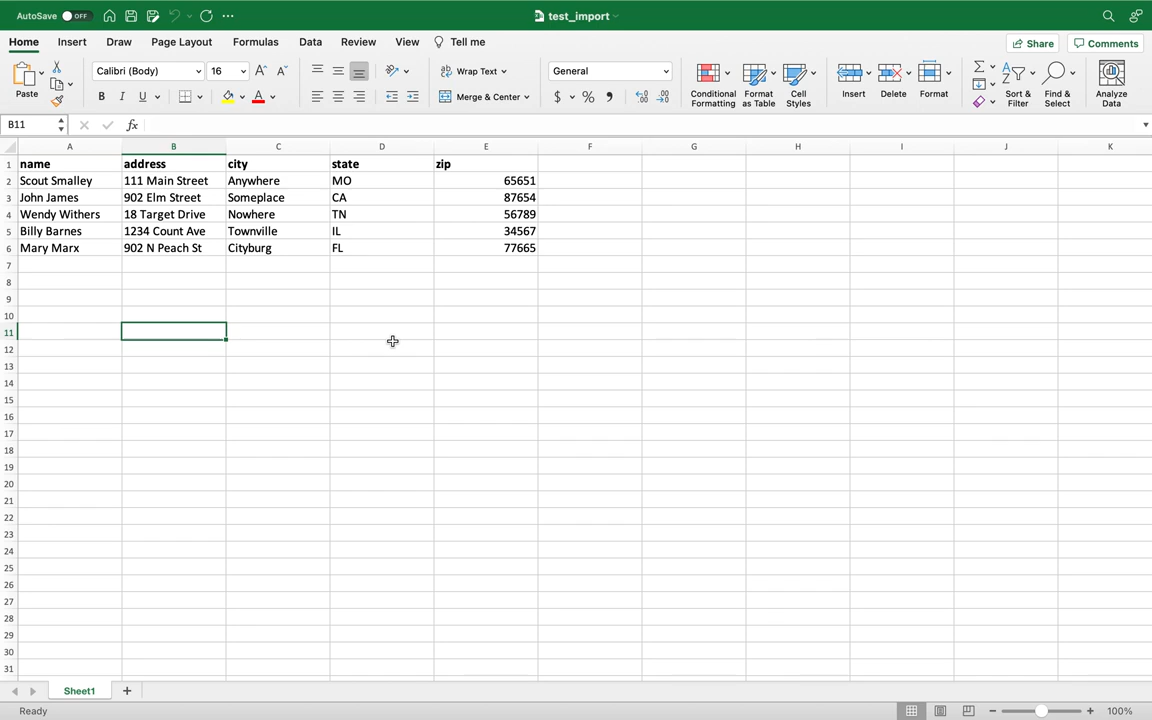 AutoSave OFF test_import
Home Insert Draw Page Layout Formulas Data Review View Tell me Share Comments
Paste Calibri (Body) 16 A A Wrap Text General
B I U A Merge & Center $ % 9 Conditional Formatting Format as Table Cell Styles Insert Delete Format Sort & Filter Find & Select Analyze Data
B11 fx
A B C D E F G H I J K
1 name address city state zip
2 Scout Smalley 111 Main Street Anywhere MO 65651
3 John James 902 Elm Street Someplace CA 87654
4 Wendy Withers 18 Target Drive Nowhere TN 56789
5 Billy Barnes 1234 Count Ave Townville IL 34567
6 Mary Marx 902 N Peach St Cityburg FL 77665
7
8
9
10
11
12
13
14
15
16
17
18
19
20
21
22
23
24
25
26
27
28
29
30
31
Sheet1 +
Ready 100%